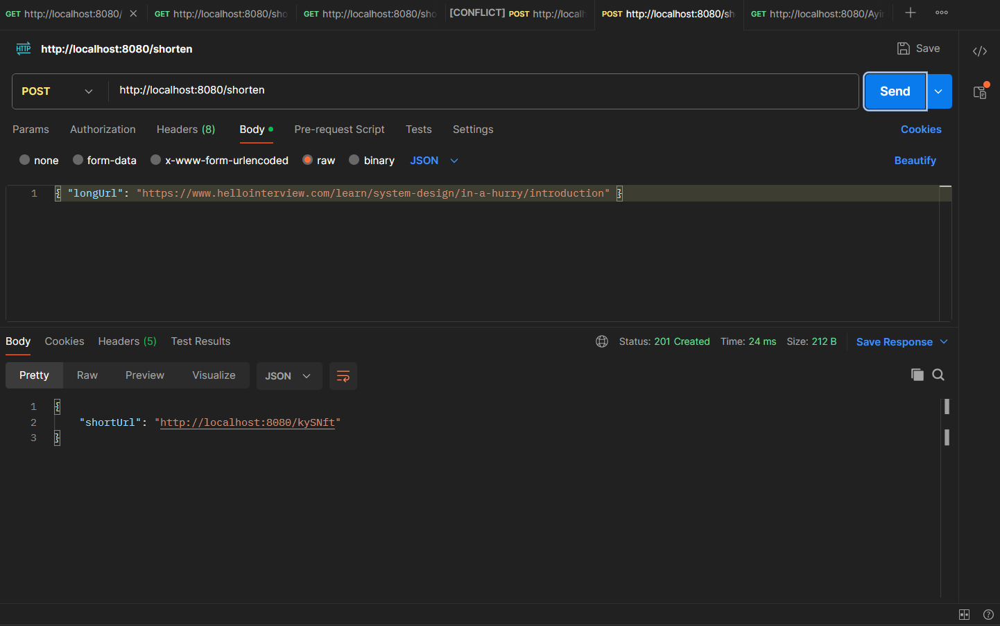 GET http://localhost:8080/
GET http://localhost:8080/sho
GET http://localhost:8080/sho
[CONFLICT] POST http://localh
POST http://localhost:8080/sh
GET http://localhost:8080/Ayi
HTTP http://localhost:8080/shorten
Save
POST
http://localhost:8080/shorten
Send
Params Authorization Headers (8) Body Pre-request Script Tests Settings
Cookies
none form-data x-www-form-urlencoded raw binary JSON
Beautify
1 { "longUrl": "https://www.hellointerview.com/learn/system-design/in-a-hurry/introduction" }
Body Cookies Headers (5) Test Results
Status: 201 Created Time: 24 ms Size: 212 B
Save Response
Pretty Raw Preview Visualize JSON
1 {
2 "shortUrl": "http://localhost:8080/kySNft"
3 }